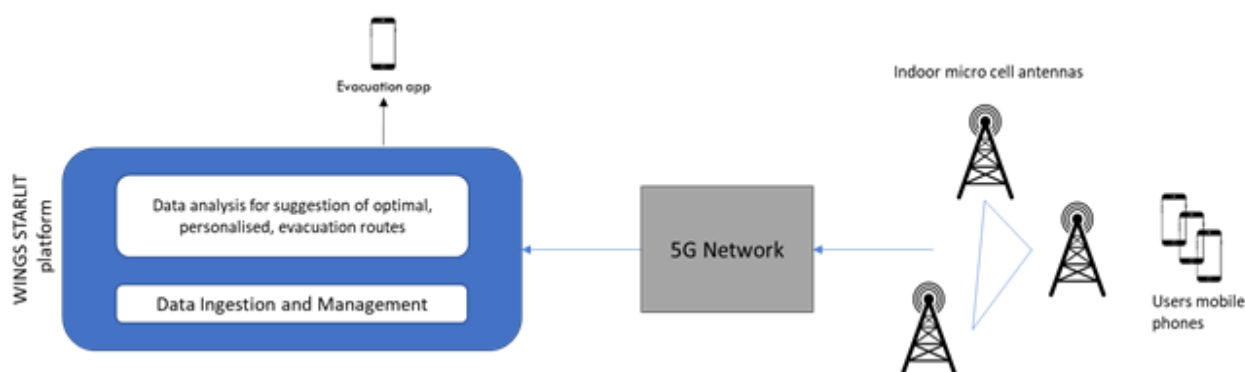 Evacuation app
Indoor micro cell antennas
WINGS STARLIT
platform
Data analysis for suggestion of optimal,
personalised, evacuation routes
Data Ingestion and Management
5G Network
Users mobile
phones